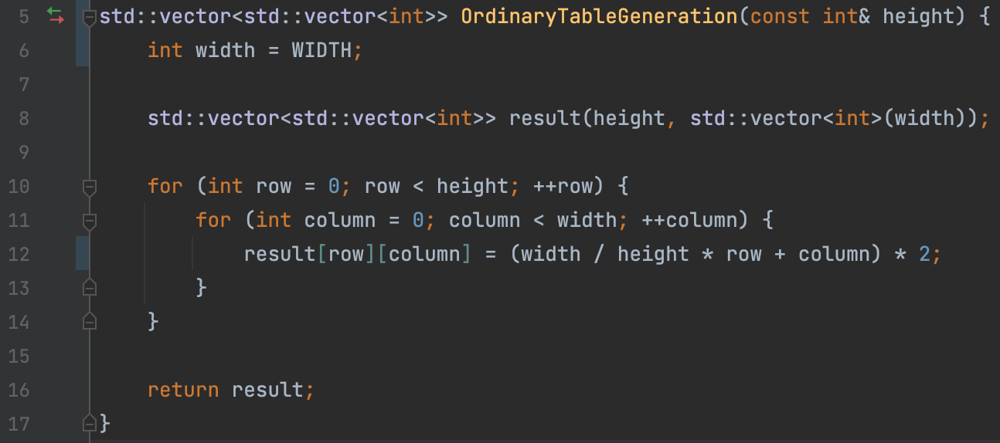 5 std::vector<std::vector<int>> OrdinaryTableGeneration(const int& height) {
6     int width = WIDTH;
7
8     std::vector<std::vector<int>> result(height, std::vector<int>(width));
9
10     for (int row = 0; row < height; ++row) {
11         for (int column = 0; column < width; ++column) {
12             result[row][column] = (width / height * row + column) * 2;
13         }
14     }
15
16     return result;
17 }